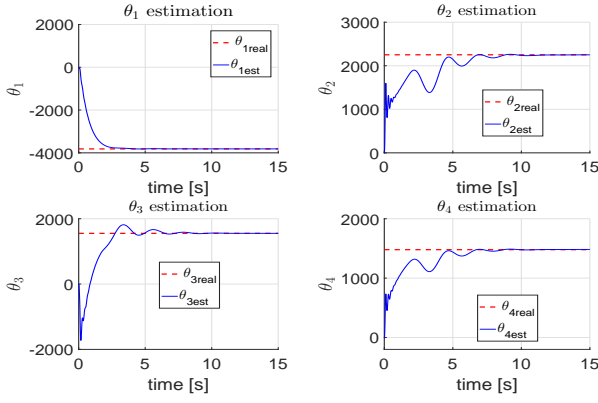 θ1 estimation
2000
0
-2000
-4000
0
5
10
15
θ1
time [s]
θ1real
θ1est
θ2 estimation
3000
2000
1000
0
0
5
10
15
θ2
time [s]
θ2real
θ2est
θ3 estimation
2000
0
-2000
0
5
10
15
θ3
time [s]
θ3real
θ3est
θ4 estimation
2000
1000
0
0
5
10
15
θ4
time [s]
θ4real
θ4est